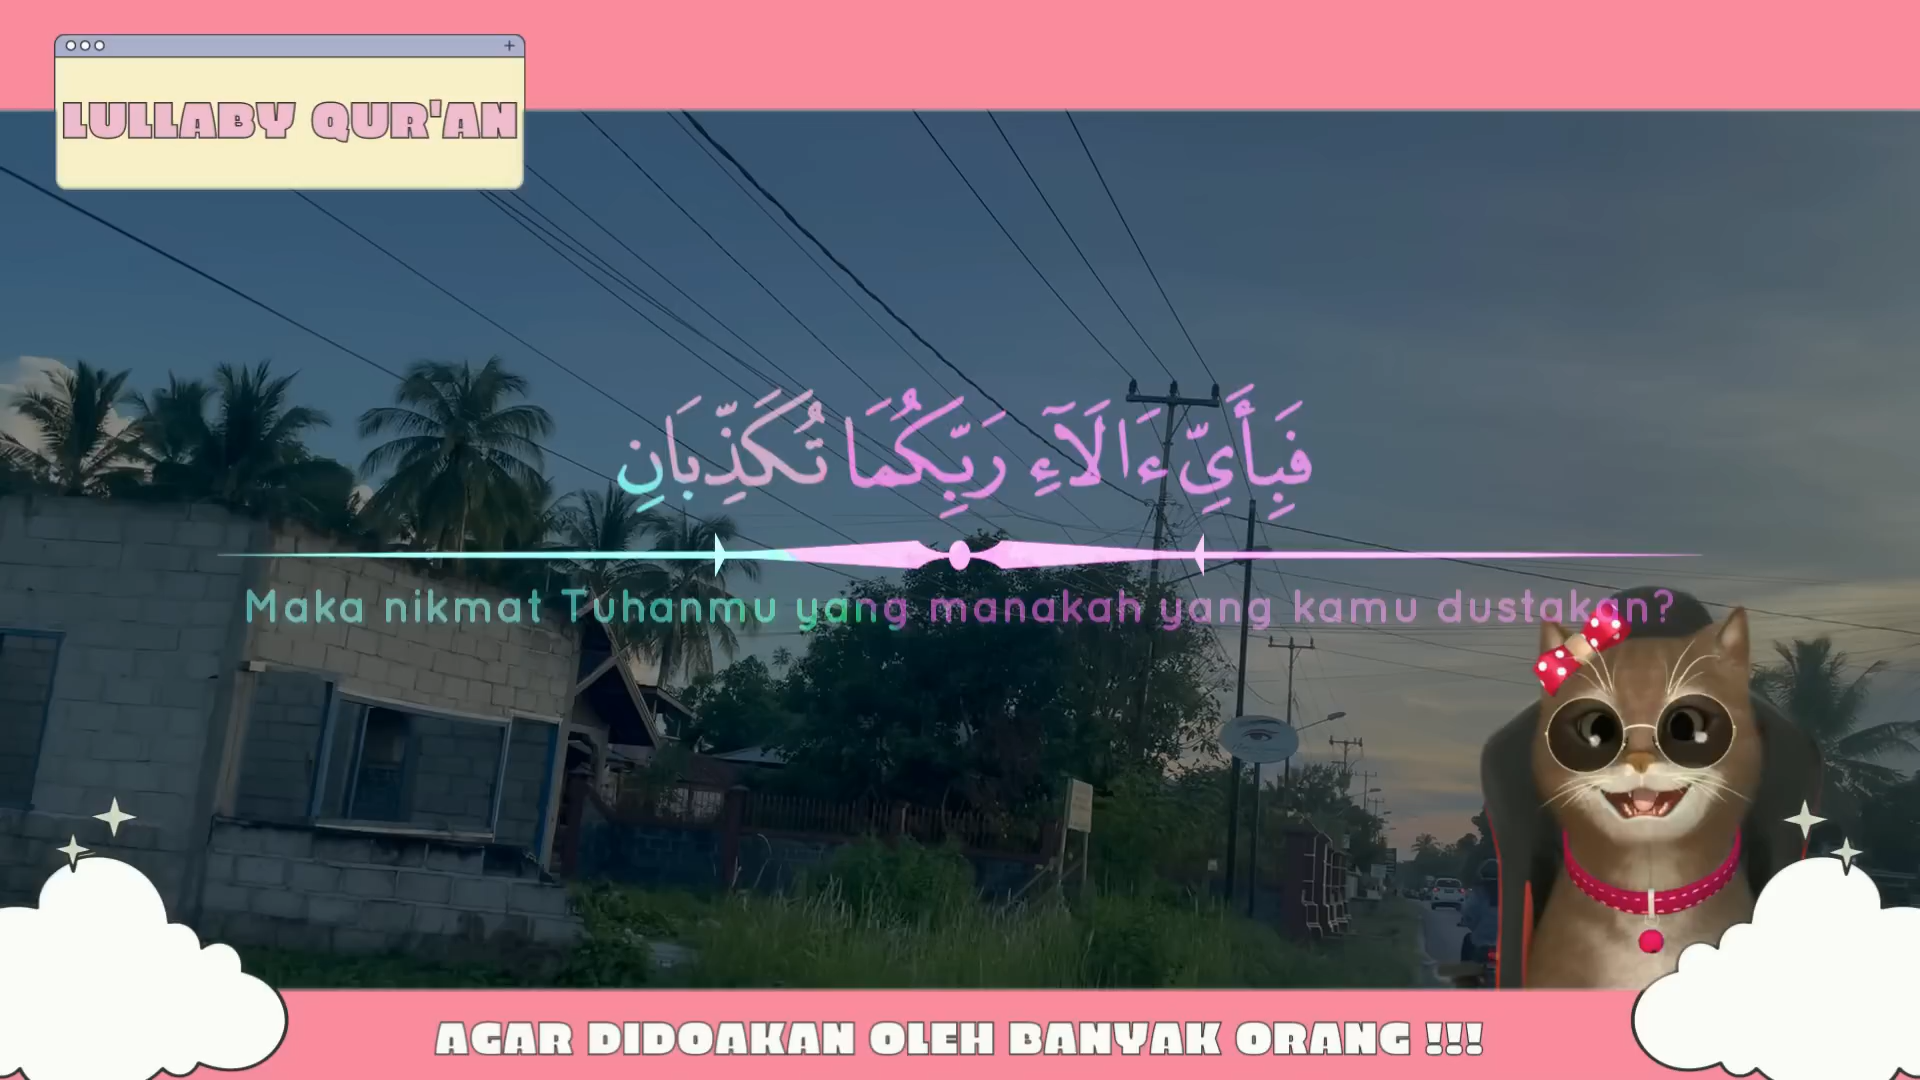 LULLABY QUR'AN
فَبِأَيِّ ءَالَآءِ رَبِّكُمَا تُكَذِّبَانِ
Maka nikmat Tuhanmu yang manakah yang kamu dustakan?
AGAR DIDOAKAN OLEH BANYAK ORANG !!!